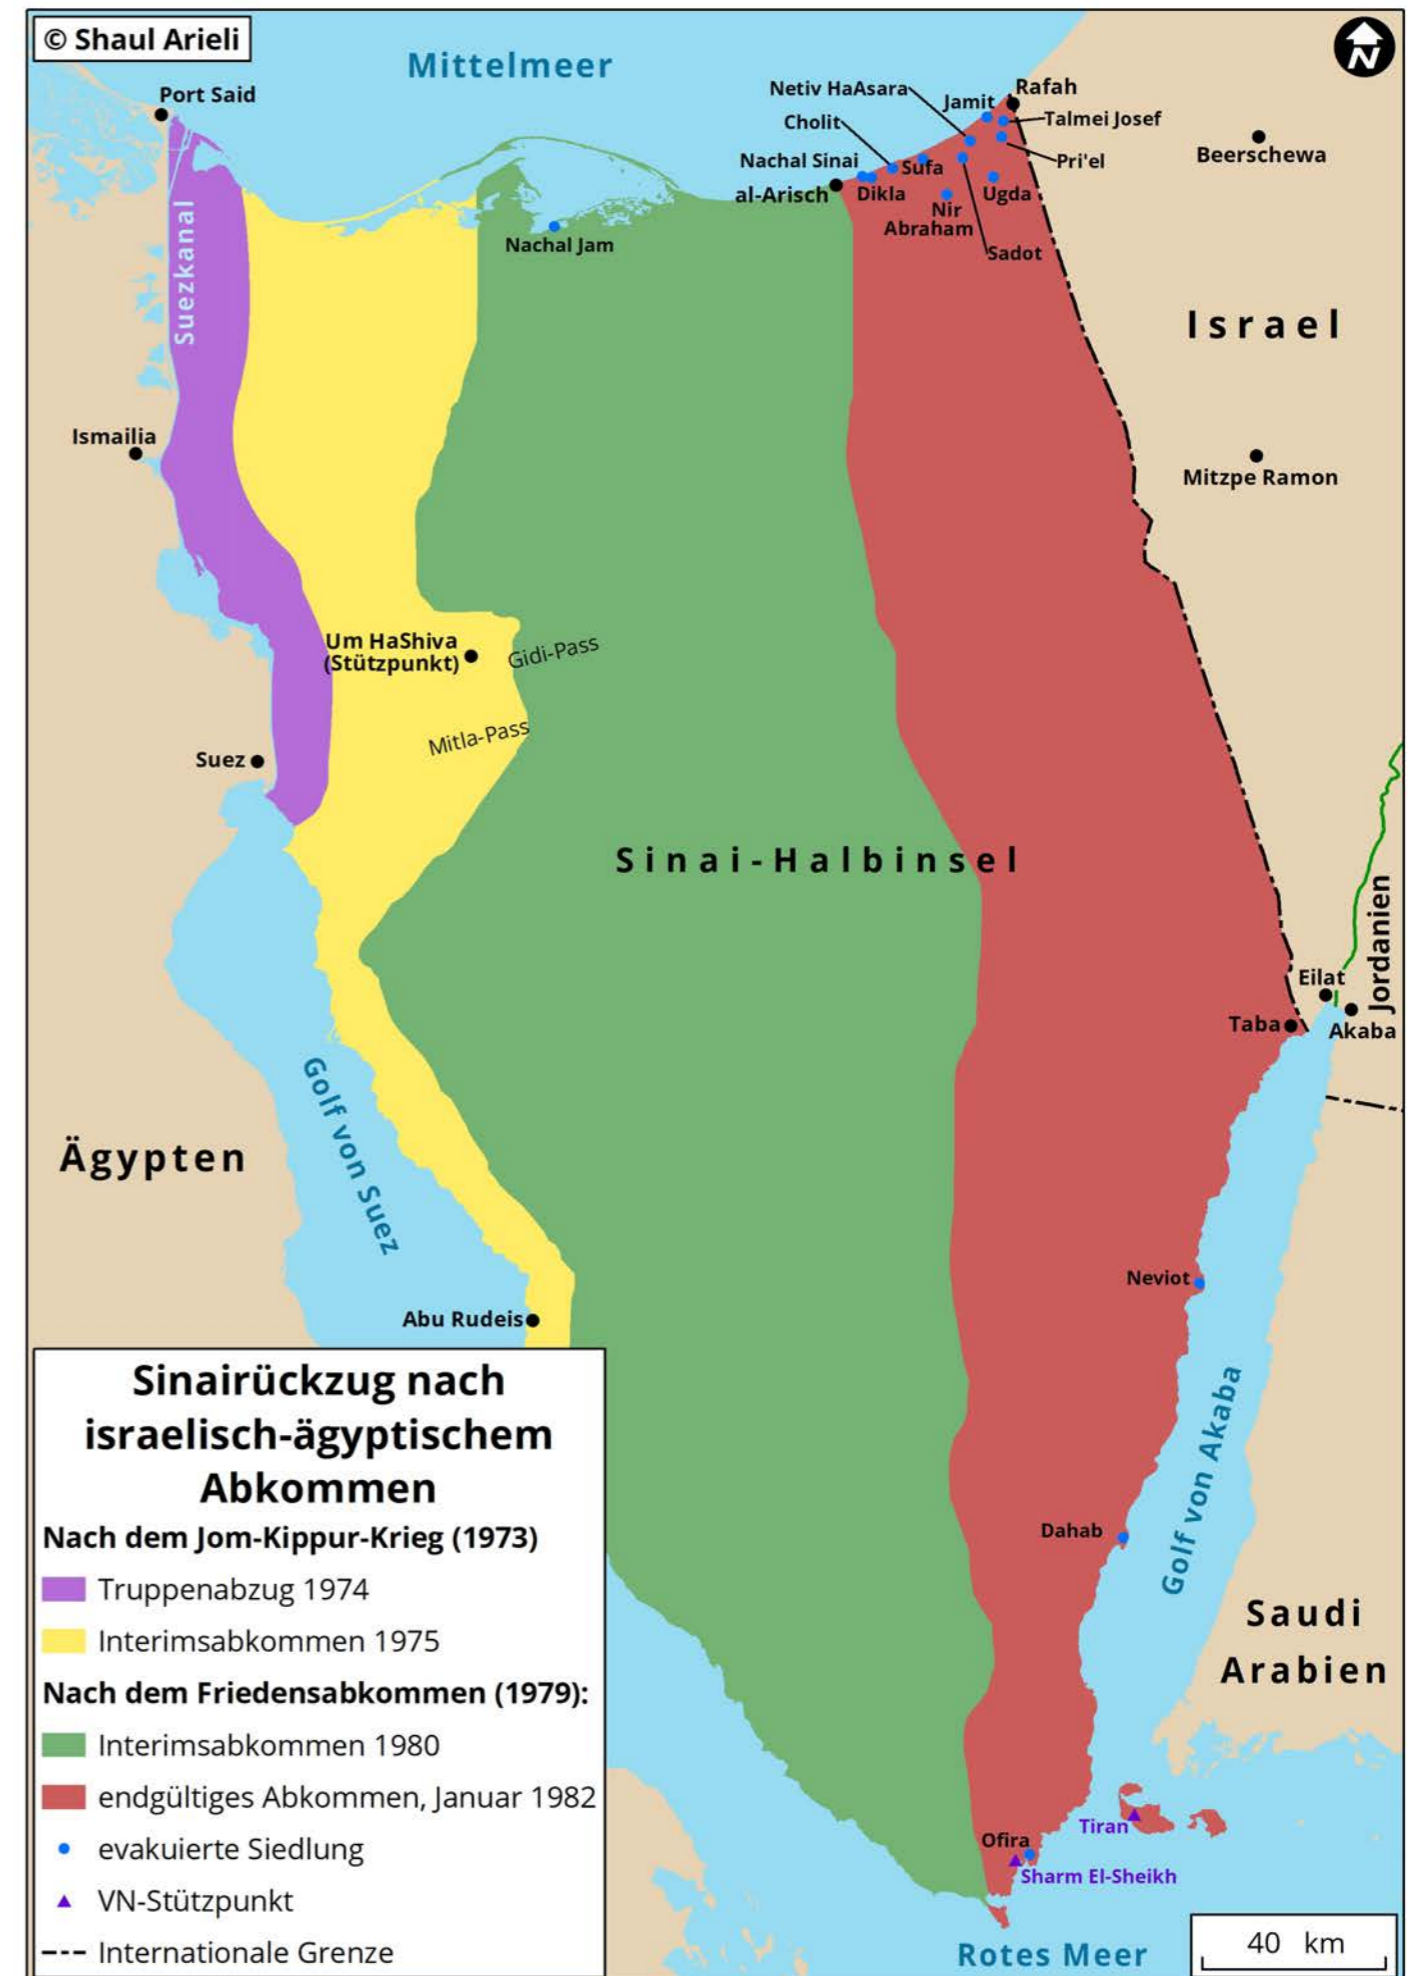 © Shaul Arieli
N
Mittelmeer
Port Said
Netiv HaAsara
Jamit
Rafah
Cholit
Talmei Josef
Beerschewa
Nachal Sinai
Sufa
Pri'el
al-Arisch
Dikla
Nir
Abraham
Ugda
Sadot
Nachal Jam
Suezkanal
Israel
Ismailia
Mitzpe Ramon
Um HaShiva
(Stützpunkt)
Gidi-Pass
Mitla-Pass
Suez
Sinai-Halbinsel
Jordanien
Eilat
Taba
Akaba
Golf von Suez
Ägypten
Neviot
Abu Rudeis
Golf von Akaba
Dahab
Saudi
Arabien
Tiran
Ofira
Sharm El-Sheikh
Rotes Meer
40 km
Sinairückzug nach
israelisch-ägyptischem
Abkommen
Nach dem Jom-Kippur-Krieg (1973)
Truppenabzug 1974
Interimsabkommen 1975
Nach dem Friedensabkommen (1979):
Interimsabkommen 1980
endgültiges Abkommen, Januar 1982
evakuierte Siedlung
VN-Stützpunkt
Internationale Grenze